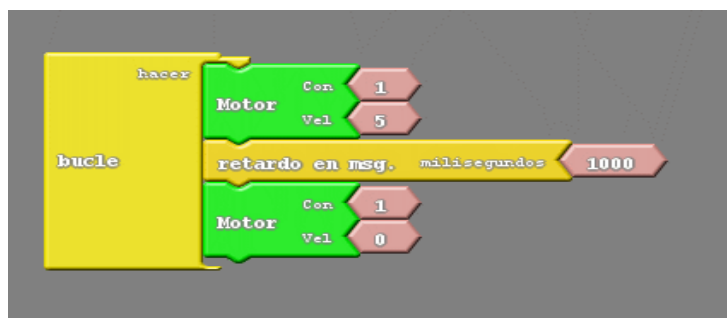 hacer
bucle
Motor
Con 1
Vel 5
retardo en msg. milisegundos 1000
Motor
Con 1
Vel 0